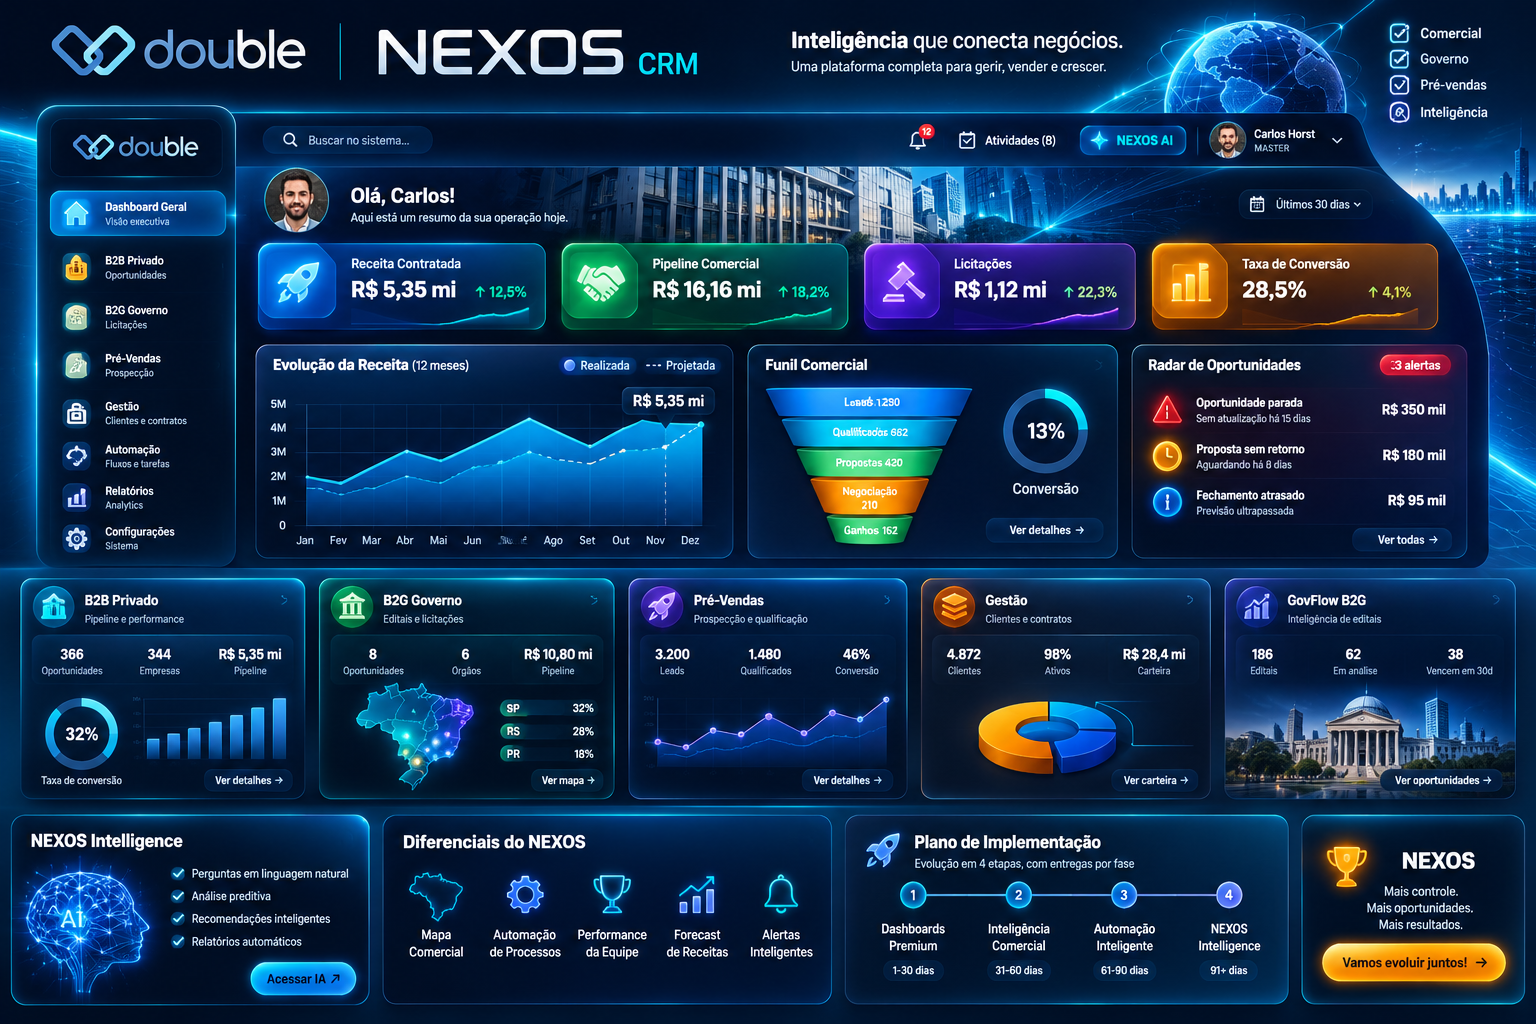 double
NEXOS CRM
Inteligência que conecta negócios.
Uma plataforma completa para gerir, vender e crescer.
Comercial
Governo
Pré-vendas
Inteligência
double
Buscar no sistema...
12
Atividades (8)
NEXOS AI
Carlos Horst
MASTER
Dashboard Geral
Visão executiva
B2B Privado
Oportunidades
B2G Governo
Licitações
Pré-Vendas
Prospecção
Gestão
Clientes e contratos
Automação
Fluxos e tarefas
Relatórios
Analytics
Configurações
Sistema
Olá, Carlos!
Aqui está um resumo da sua operação hoje.
Últimos 30 dias
Receita Contratada
R$ 5,35 mi
↑ 12,5%
Pipeline Comercial
R$ 16,16 mi
↑ 18,2%
Licitações
R$ 1,12 mi
↑ 22,3%
Taxa de Conversão
28,5%
↑ 4,1%
Evolução da Receita (12 meses)
Realizada
Projetada
R$ 5,35 mi
5M
4M
3M
2M
1M
0
Jan Fev Mar Abr Mai Jun Ago Set Out Nov Dez
Funil Comercial
1290
Qualificados 682
Propostas 420
Negociação
210
Ganhos 162
13%
Conversão
Ver detalhes →
Radar de Oportunidades
3 alertas
Oportunidade parada
Sem atualização há 15 dias
R$ 350 mil
Proposta sem retorno
Aguardando há 8 dias
R$ 180 mil
Fechamento atrasado
Previsão ultrapassada
R$ 95 mil
Ver todas →
B2B Privado
Pipeline e performance
366
Oportunidades
344
Empresas
R$ 5,35 mi
Pipeline
32%
Taxa de conversão
Ver detalhes →
B2G Governo
Editais e licitações
8
Oportunidades
6
Orgãos
R$ 10,80 mi
Pipeline
SP 32%
RS 28%
PR 18%
Ver mapa →
Pré-Vendas
Prospecção e qualificação
3.200
Leads
1.480
Qualificados
46%
Conversão
Ver detalhes →
Gestão
Clientes e contratos
4.872
Clientes
98%
Ativos
R$ 28,4 mi
Carteira
Ver carteira →
GovFlow B2G
Inteligência de editais
186
Editais
62
Em análise
38
Vencem em 30d
Ver oportunidades →
NEXOS Intelligence
AI
Perguntas em linguagem natural
Análise preditiva
Recomendações inteligentes
Relatórios automáticos
Acessar IA ↗
Diferenciais do NEXOS
Mapa
Comercial
Automação
de Processos
Performance
da Equipe
Forecast
de Receitas
Alertas
Inteligentes
Plano de Implementação
Evolução em 4 etapas, com entregas por fase
1
2
3
4
Dashboards
Premium
1-30 dias
Inteligência
Comercial
31-60 dias
Automação
Inteligente
61-90 dias
NEXOS
Intelligence
91+ dias
NEXOS
Mais controle.
Mais oportunidades.
Mais resultados.
Vamos evoluir juntos! →